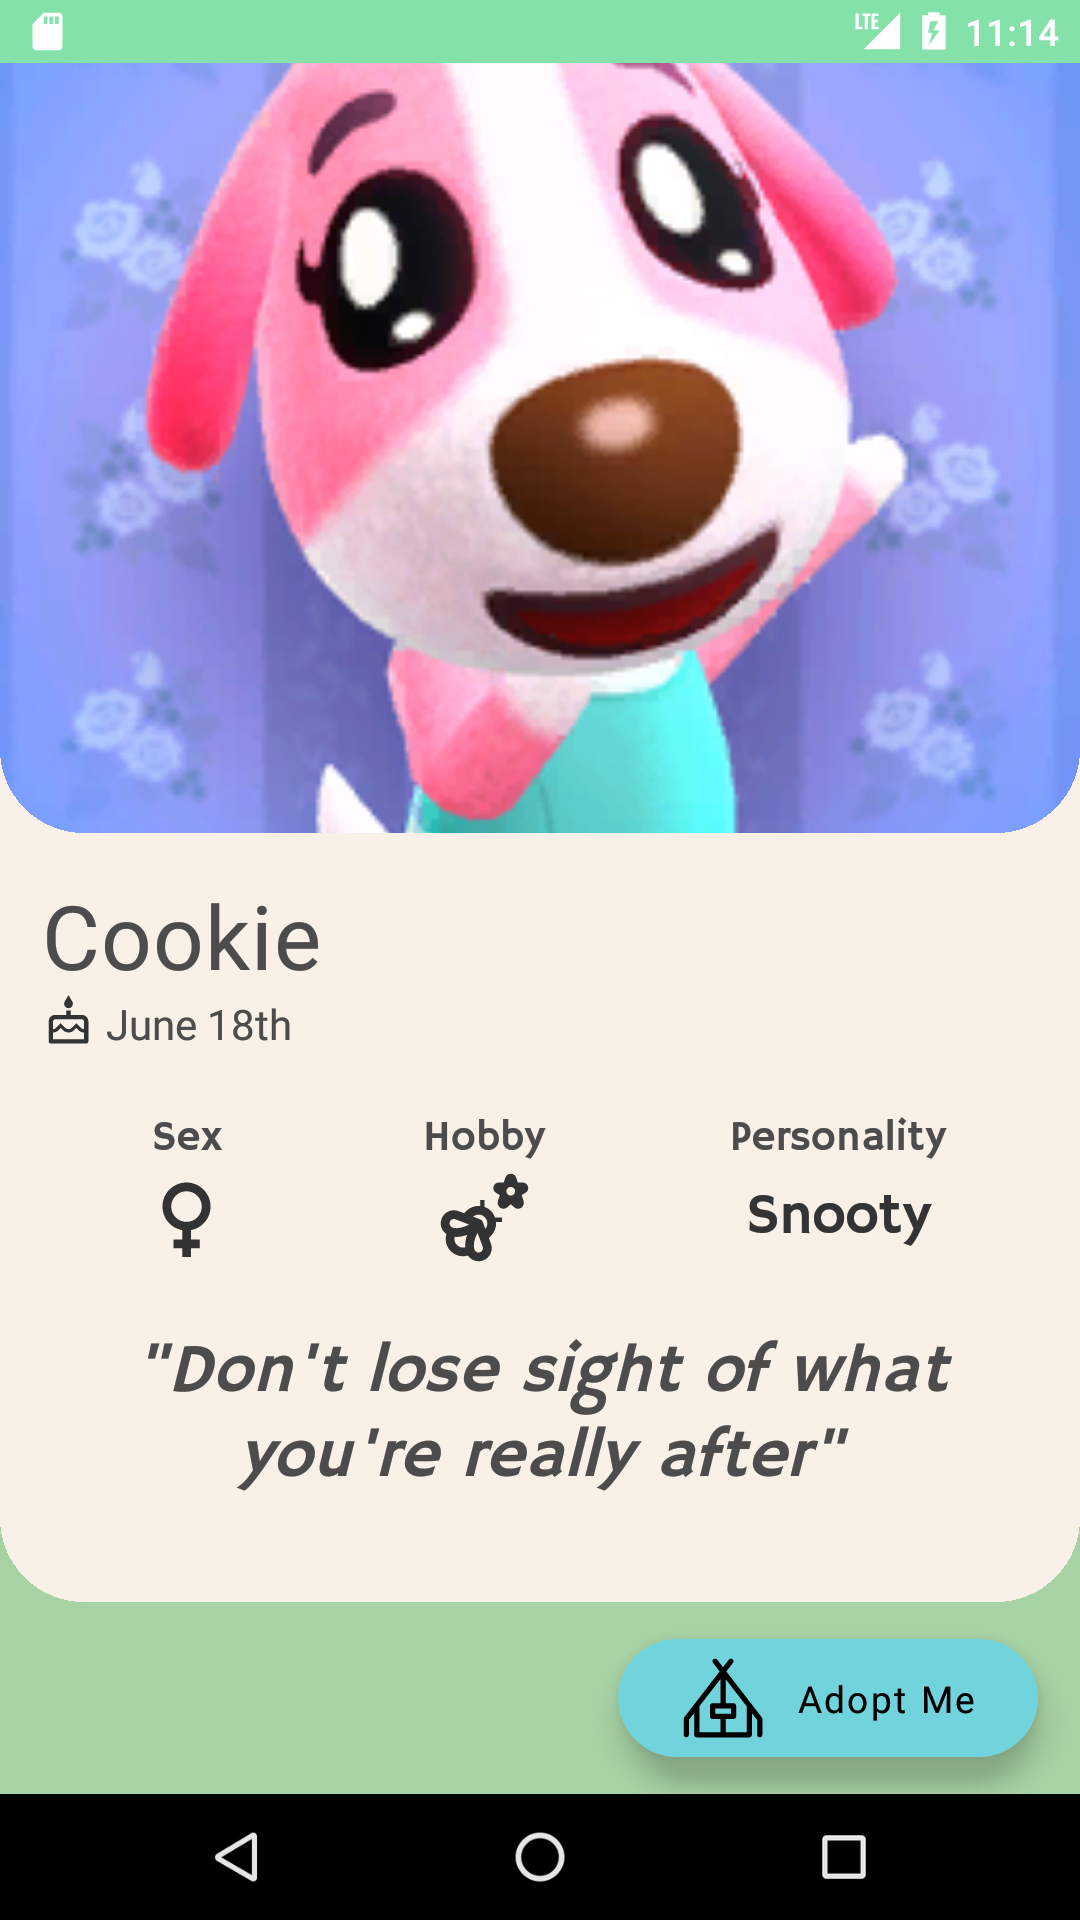 LTE 11:14
Cookie
June 18th
Sex Hobby Personality
Snooty
"Don't lose sight of what
you're really after"
Adopt Me